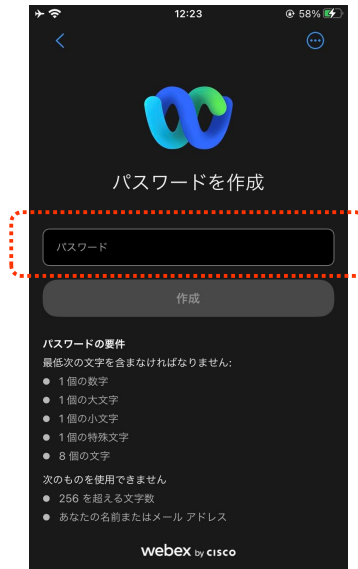 12:23
58%
パスワードを作成
パスワード
作成
パスワードの要件
最低次の文字を含まなければなりません:
1 個の数字
1 個の大文字
1 個の小文字
1 個の特殊文字
8 個の文字
次のものを使用できません
256 を超える文字数
あなたの名前またはメール アドレス
webex by CISCO